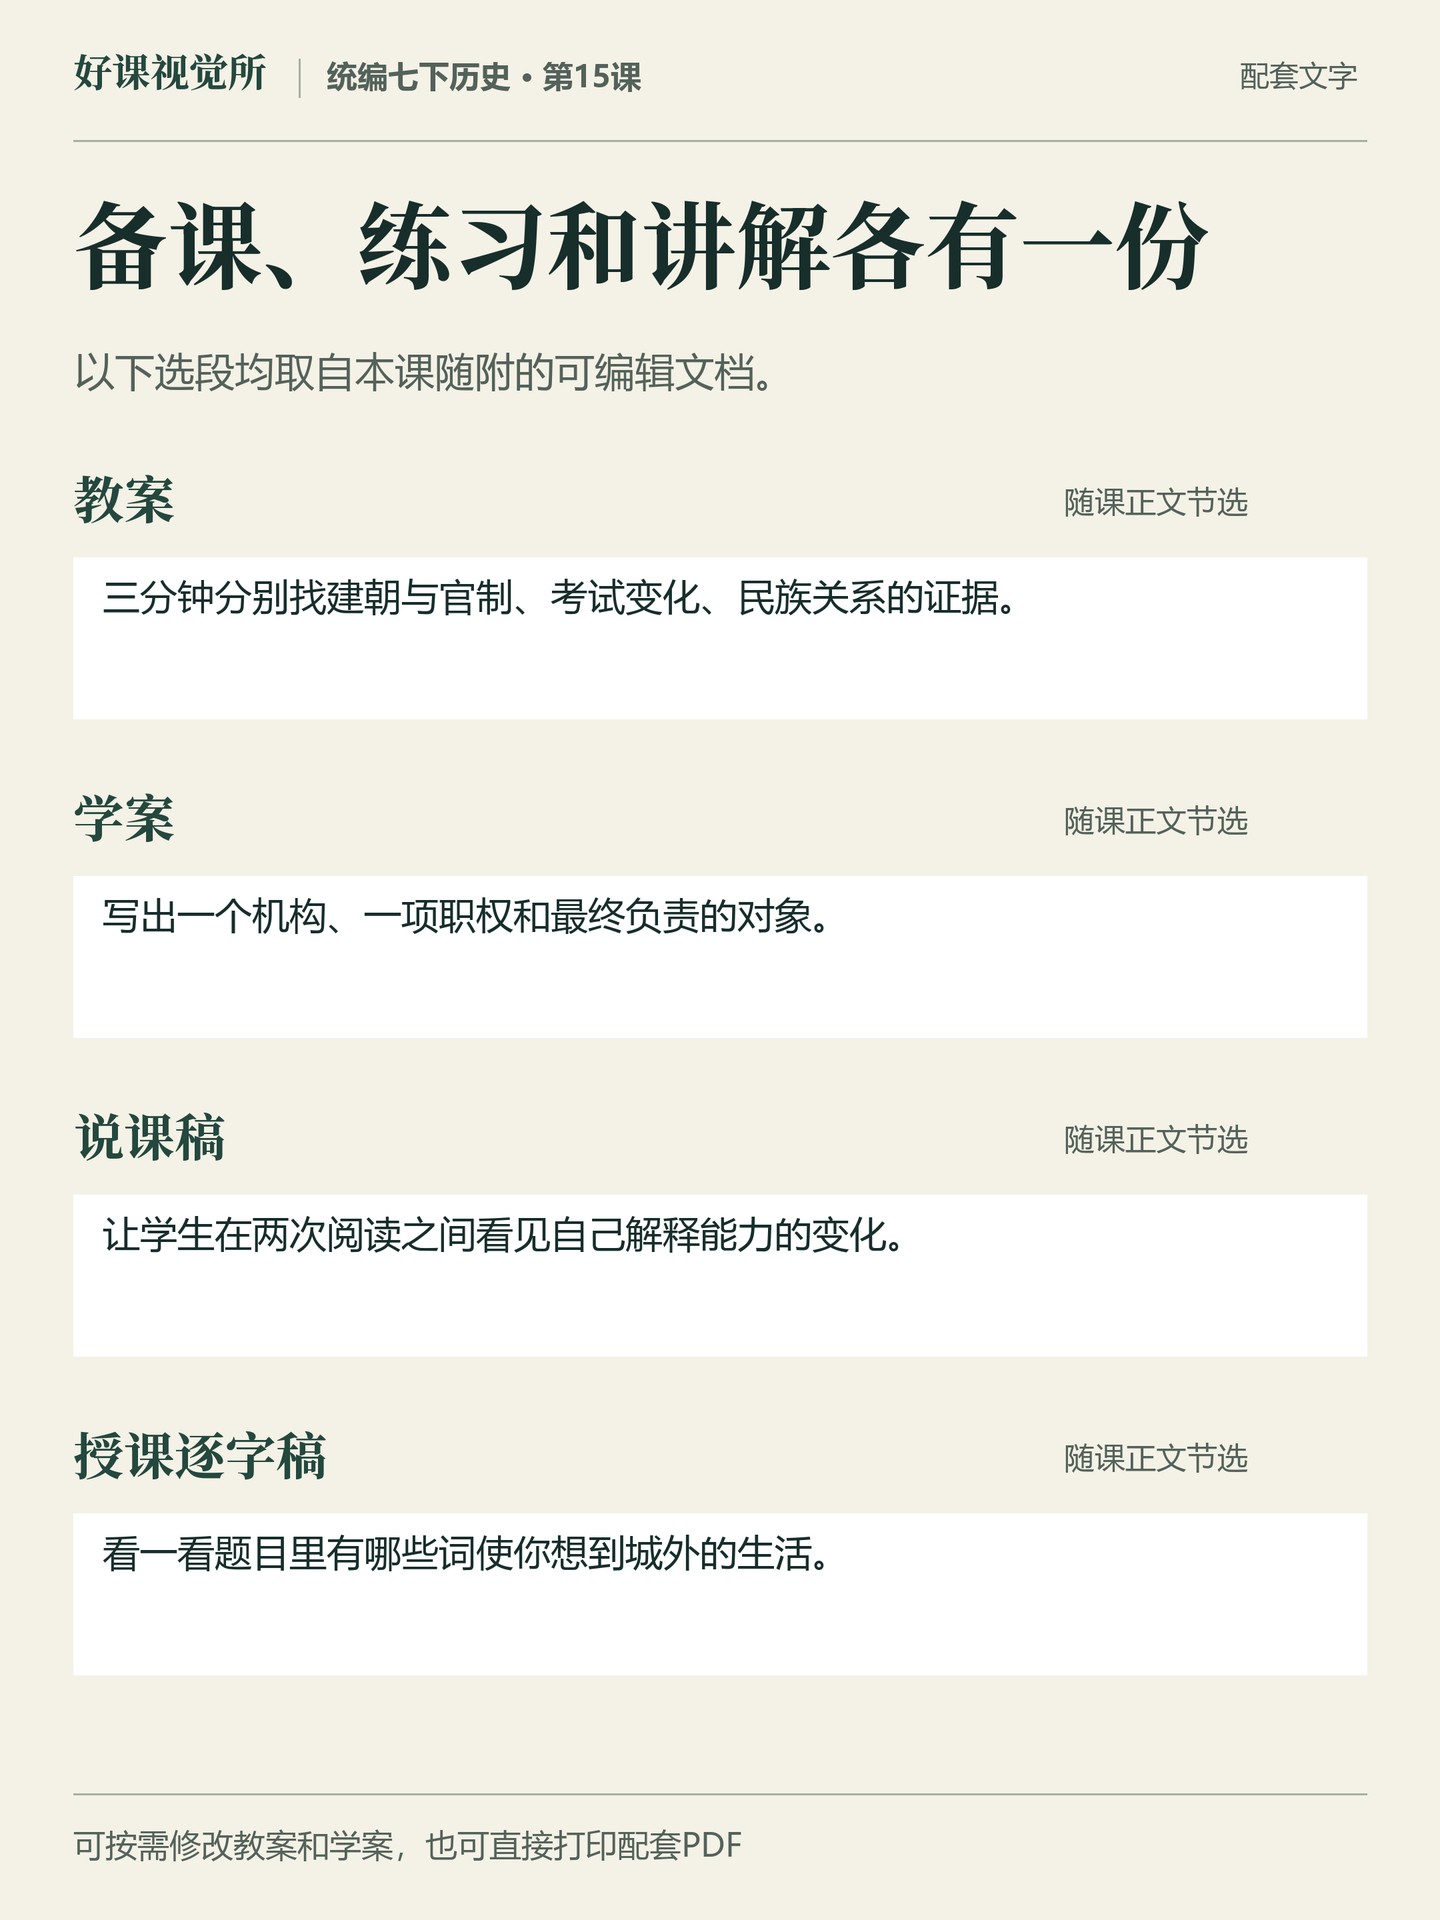 好课视觉所 统编七下历史·第15课 配套文字
备课、练习和讲解各有一份
以下选段均取自本课随附的可编辑文档。
教案 随课正文节选
三分钟分别找建朝与官制、考试变化、民族关系的证据。
学案 随课正文节选
写出一个机构、一项职权和最终负责的对象。
说课稿 随课正文节选
让学生在两次阅读之间看见自己解释能力的变化。
授课逐字稿 随课正文节选
看一看题目里有哪些词使你想到城外的生活。
可按需修改教案和学案，也可直接打印配套PDF